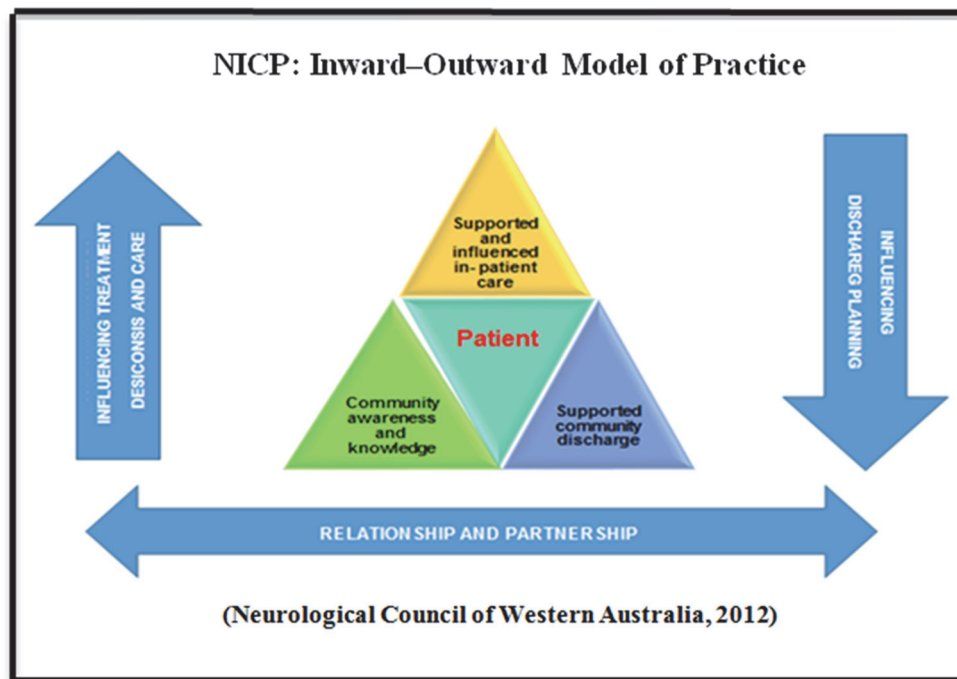 NICP: Inward–Outward Model of Practice
INFLUENCING TREATMENT
DESICONSIS AND CARE
Supported
and
influenced
in-patient
care
Patient
Community
awareness
and
knowledge
Supported
community
discharge
INFLUENCING
DISCHAREG PLANNING
RELATIONSHIP AND PARTNERSHIP
(Neurological Council of Western Australia, 2012)